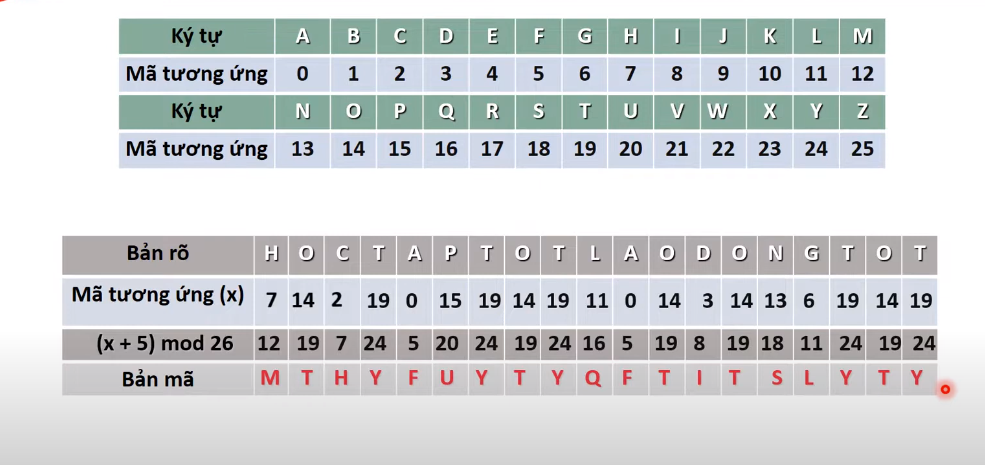 Ký tự A B C D E F G H I J K L M
Mã tương ứng 0 1 2 3 4 5 6 7 8 9 10 11 12
Ký tự N O P Q R S T U V W X Y Z
Mã tương ứng 13 14 15 16 17 18 19 20 21 22 23 24 25
Bản rõ H O C T A P T O T L A O D O N G T O T
Mã tương ứng (x) 7 14 2 19 0 15 19 14 19 11 0 14 3 14 13 6 19 14 19
(x + 5) mod 26 12 19 7 24 5 20 24 19 24 16 5 19 8 19 18 11 24 19 24
Bản mã M T H Y F U Y T Y Q F T I T S L Y T Y